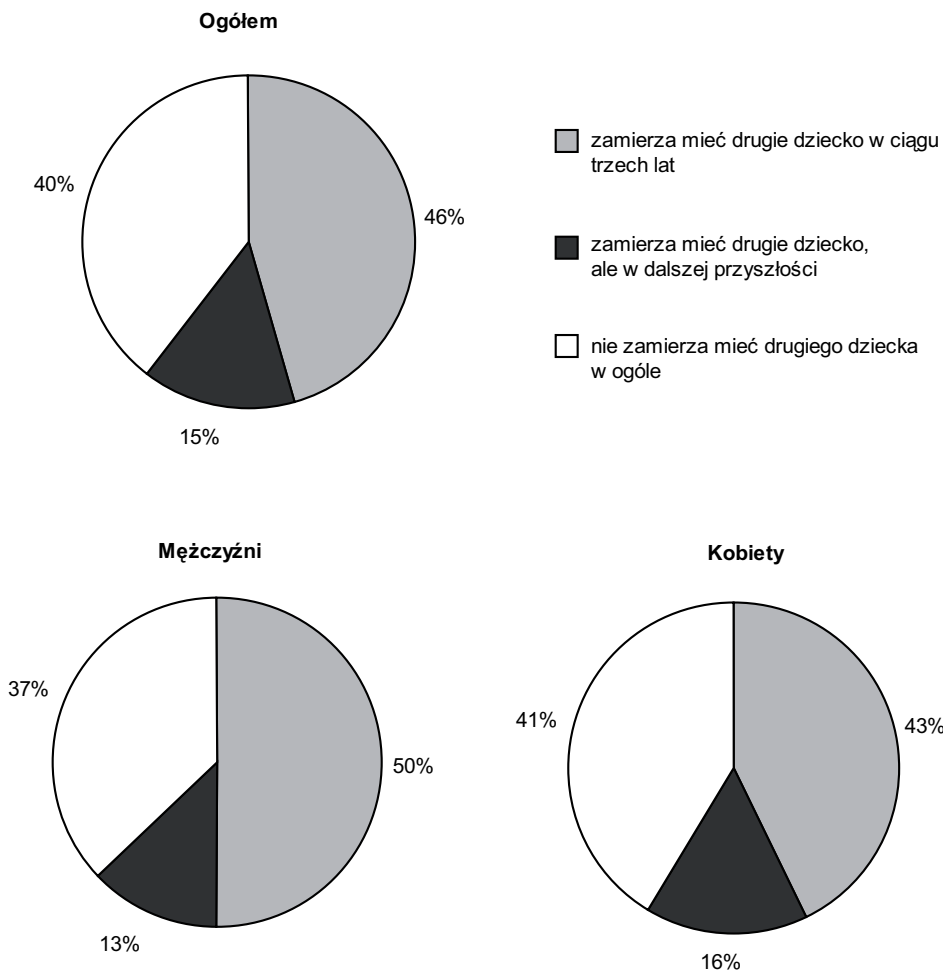 Ogółem
40%
46%
15%
zamierza mieć drugie dziecko w ciągu
trzech lat
zamierza mieć drugie dziecko,
ale w dalszej przyszłości
nie zamierza mieć drugiego dziecka
w ogóle
Mężczyźni
37%
50%
13%
Kobiety
41%
43%
16%